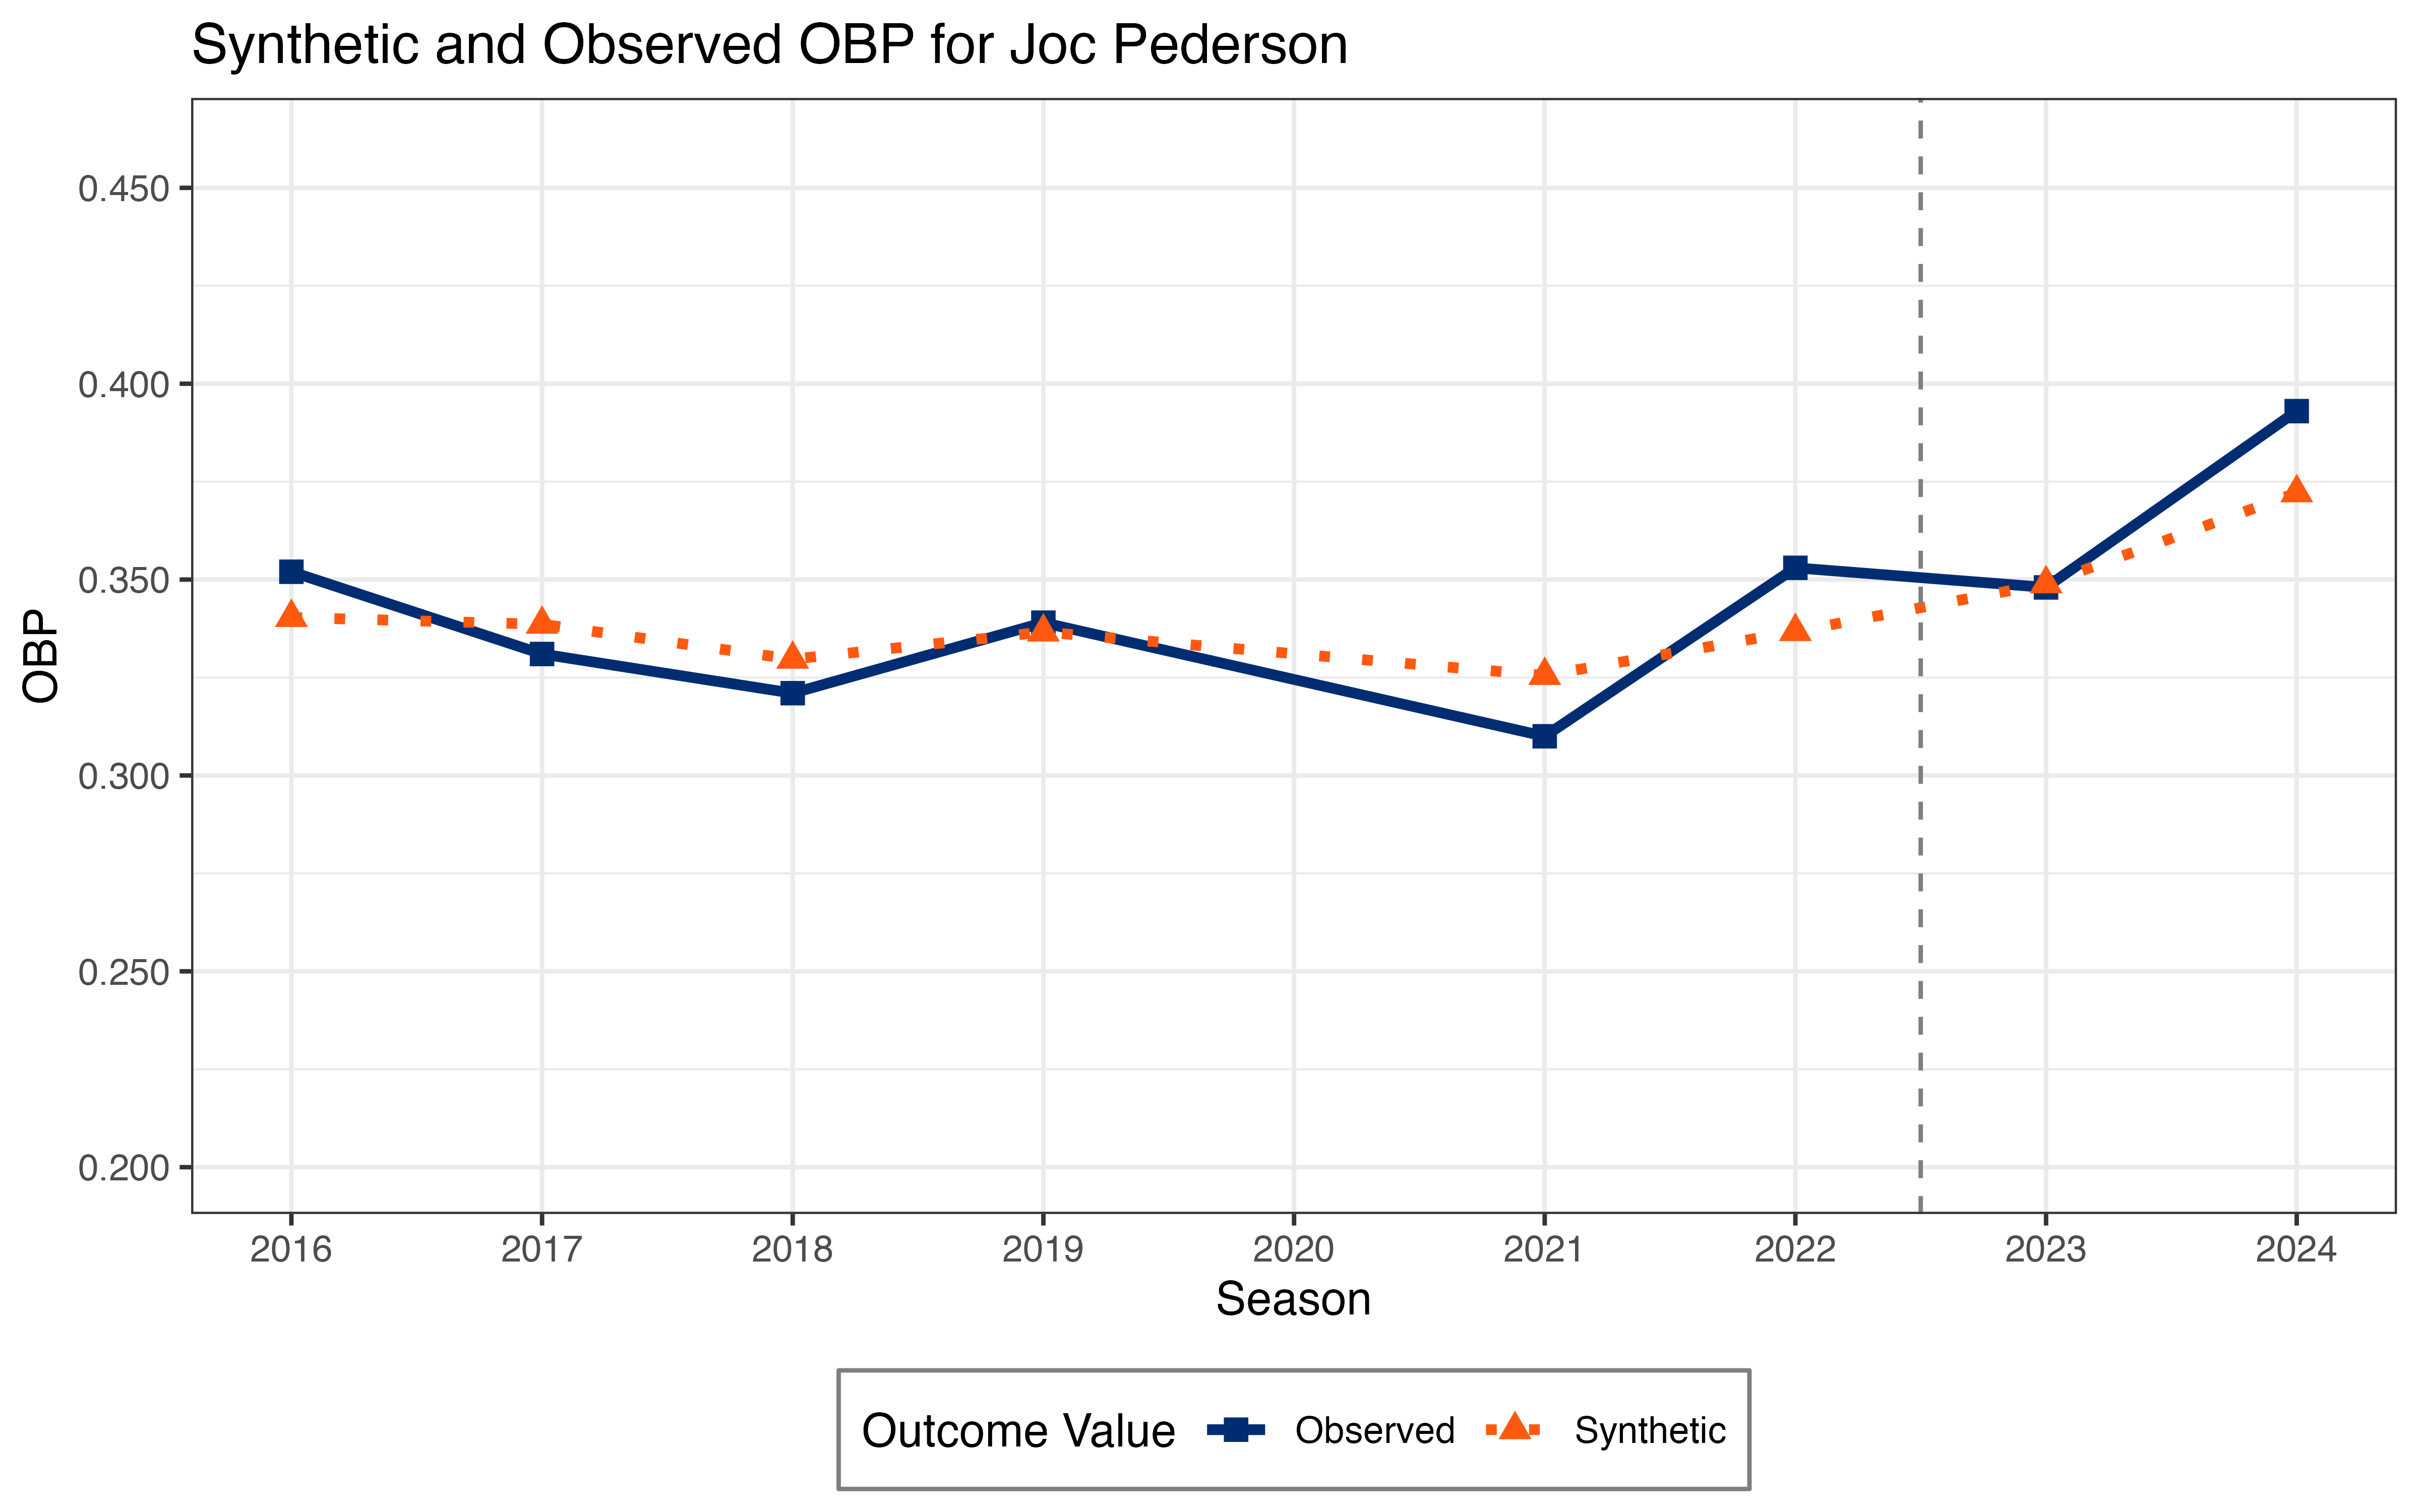 Synthetic and Observed OBP for Joc Pederson
OBP
0.450
0.400
0.350
0.300
0.250
0.200
2016 2017 2018 2019 2020 2021 2022 2023 2024
Season
Outcome Value Observed Synthetic